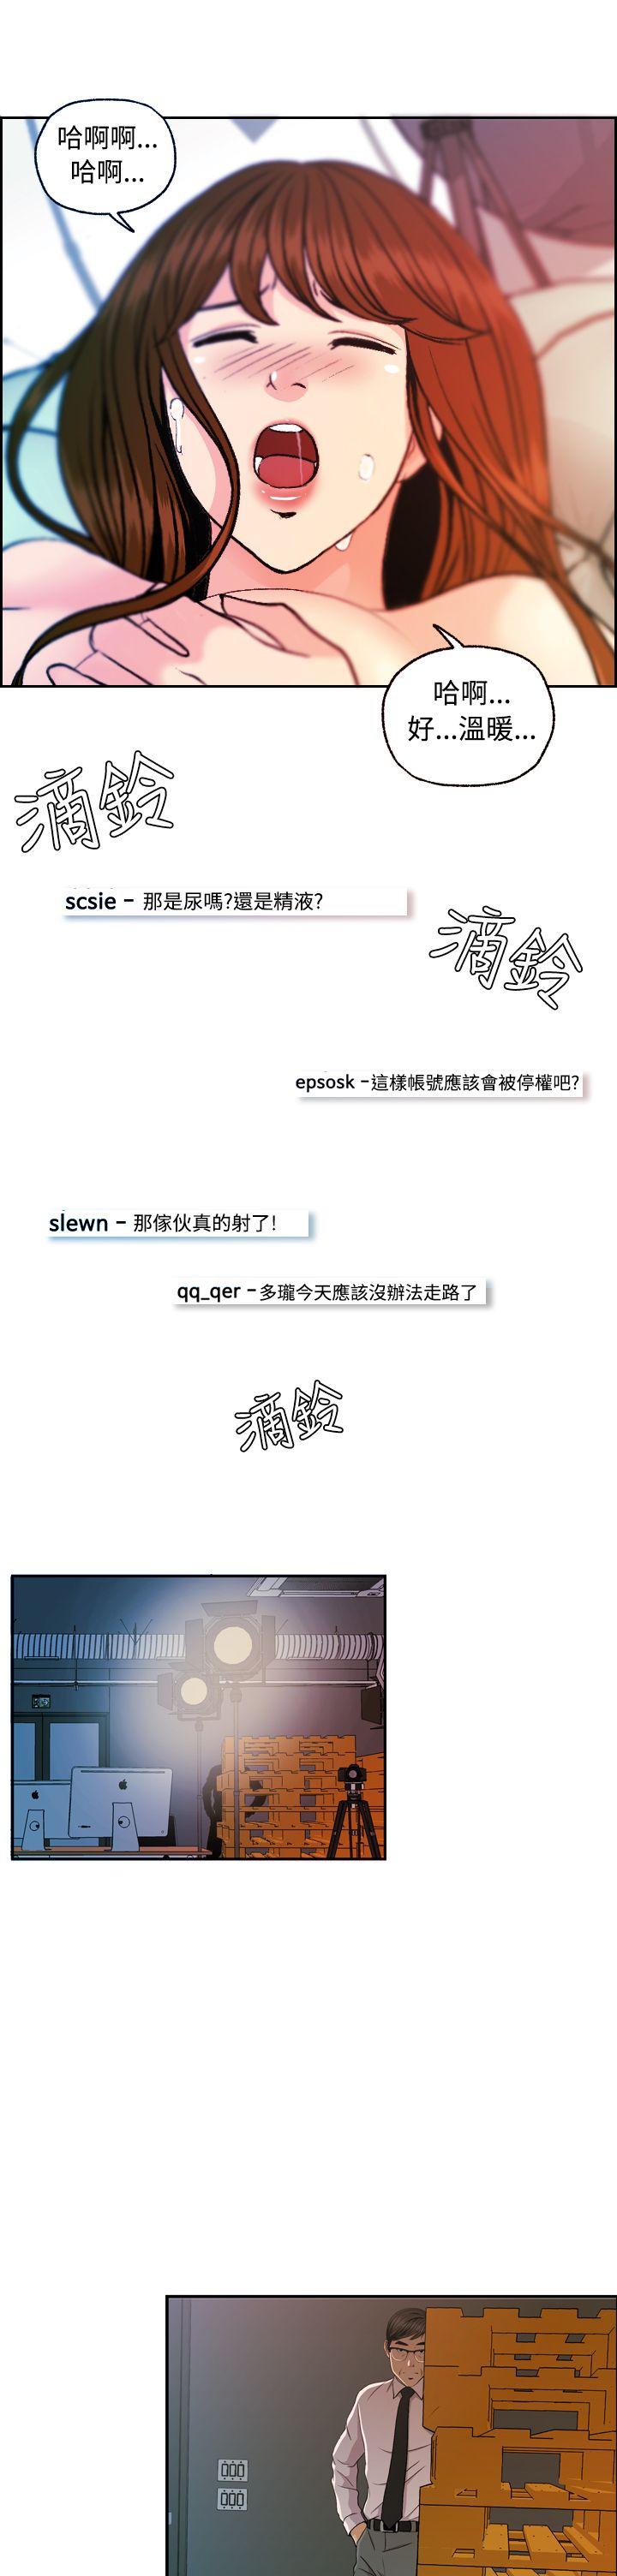 哈啊啊...
哈啊...
哈啊...
好...溫暖...
滴鈴
scsie - 那是尿嗎?還是精液?
滴鈴
epsosk -這樣帳號應該會被停權吧?
slewn - 那傢伙真的射了!
qq_qer -多瓏今天應該沒辦法走路了
滴鈴